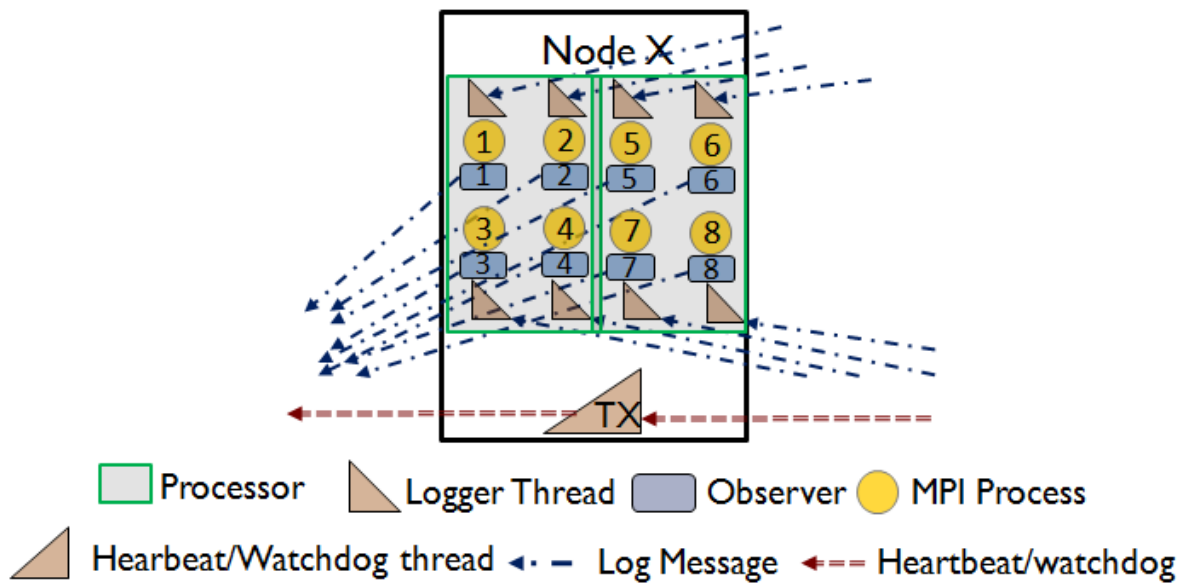 Node X
1 2 5 6
1 2 5 6
3 4 7 8
3 4 7 8
TX
Processor Logger Thread Observer MPI Process
Hearbeat/Watchdog thread Log Message Heartbeat/watchdog